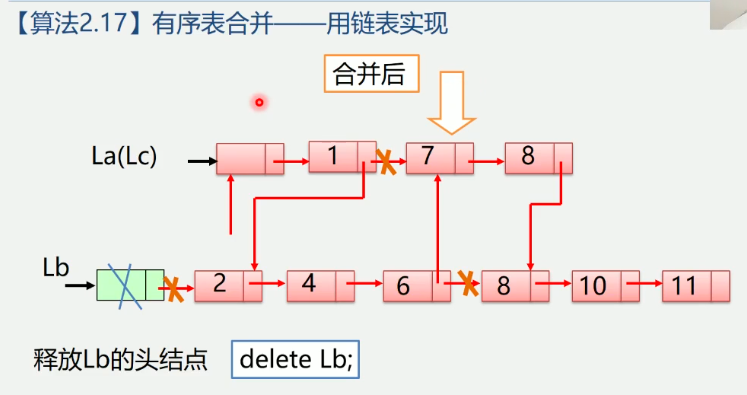 【算法2.17】有序表合并——用链表实现
合并后
La(Lc) 1 7 8
Lb 2 4 6 8 10 11
释放Lb的头结点 delete Lb;